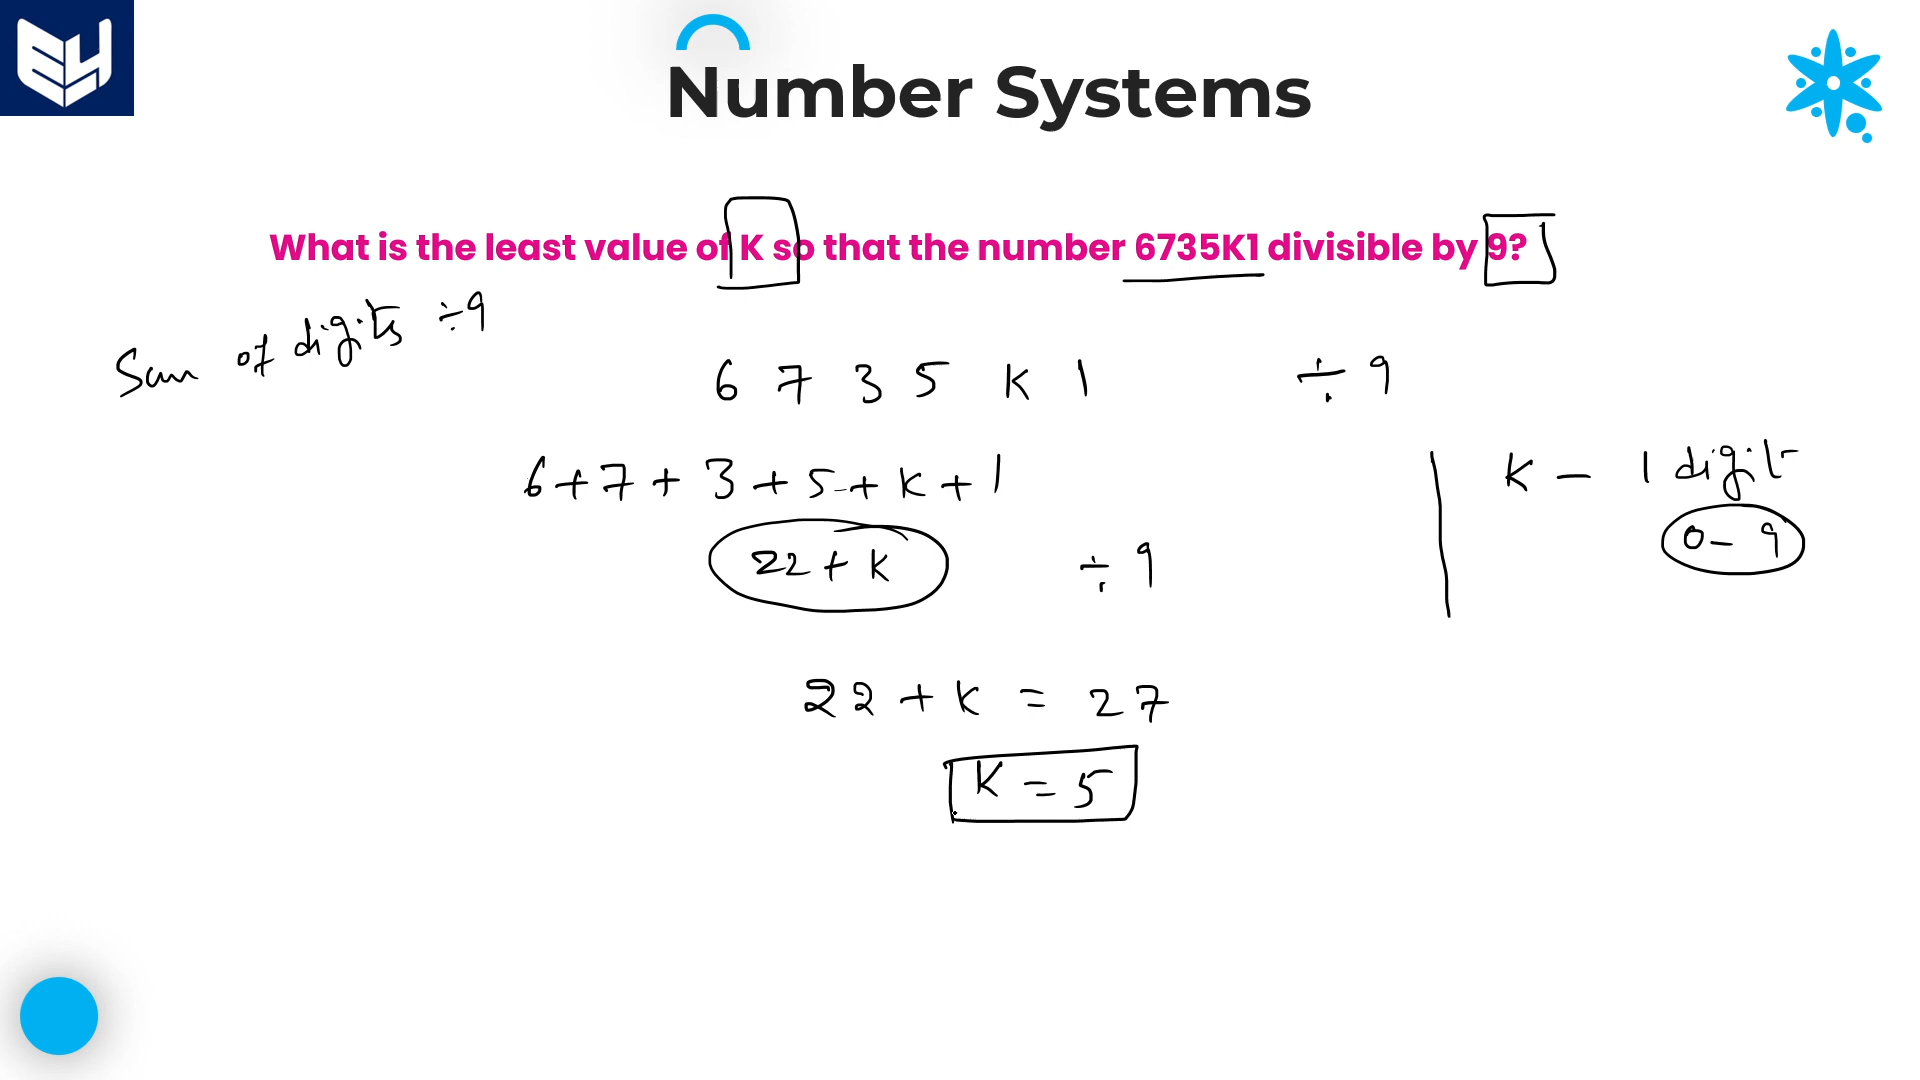 EY
Number Systems
What is the least value of K so that the number 6735K1 divisible by 9?
Sum of digits ÷9
6 7 3 5 K 1 ÷ 9
6+7+3+5+K+1
K - 1 digit
22+K ÷ 9
0-9
22+K = 27
K = 5